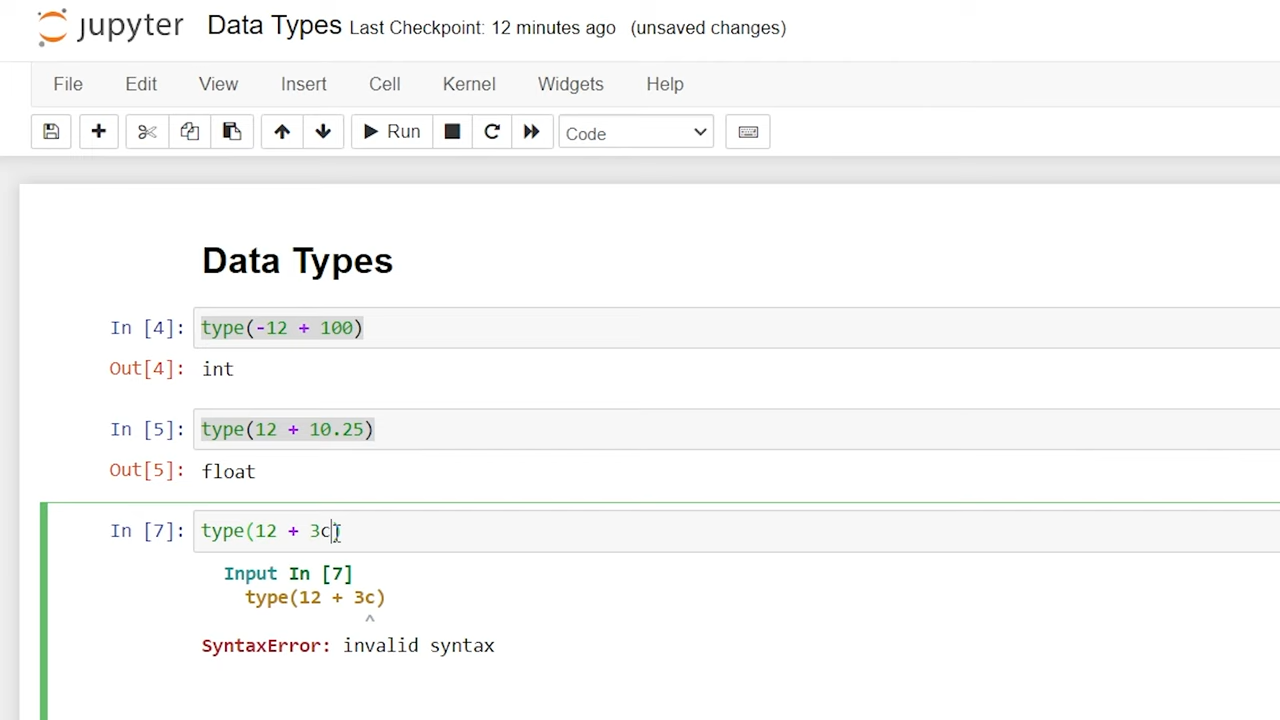 jupyter Data Types Last Checkpoint: 12 minutes ago (unsaved changes)
File Edit View Insert Cell Kernel Widgets Help
Run Code
Data Types
In [4]: type(-12 + 100)
Out[4]: int
In [5]: type(12 + 10.25)
Out[5]: float
In [7]: type(12 + 3c)
Input In [7]
type(12 + 3c)
^
SyntaxError: invalid syntax